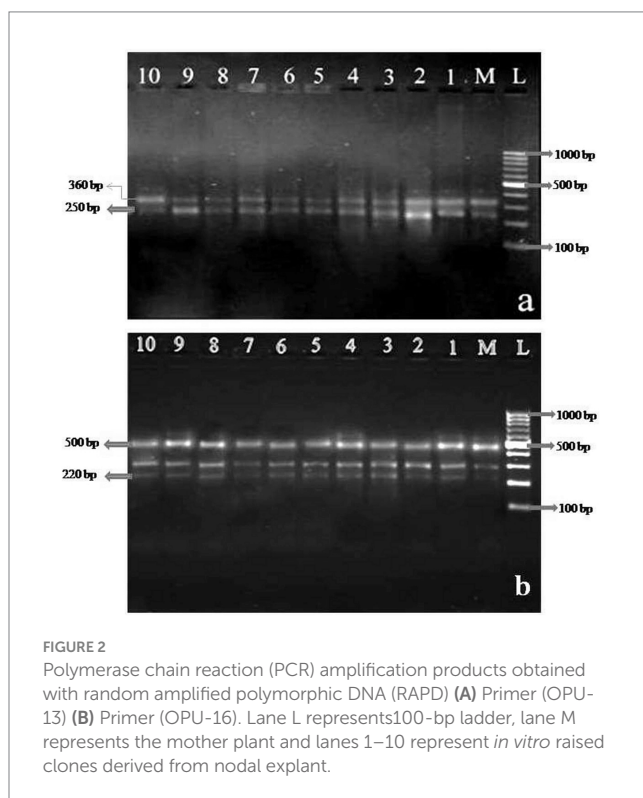 10 9 8 7 6 5 4 3 2 1 M L
1000 bp
360 bp
500 bp
250 bp
100 bp
a
10 9 8 7 6 5 4 3 2 1 M L
1000 bp
500 bp
500 bp
220 bp
100 bp
b
FIGURE 2
Polymerase chain reaction (PCR) amplification products obtained
with random amplified polymorphic DNA (RAPD) (A) Primer (OPU-
13) (B) Primer (OPU-16). Lane L represents100-bp ladder, lane M
represents the mother plant and lanes 1–10 represent in vitro raised
clones derived from nodal explant.